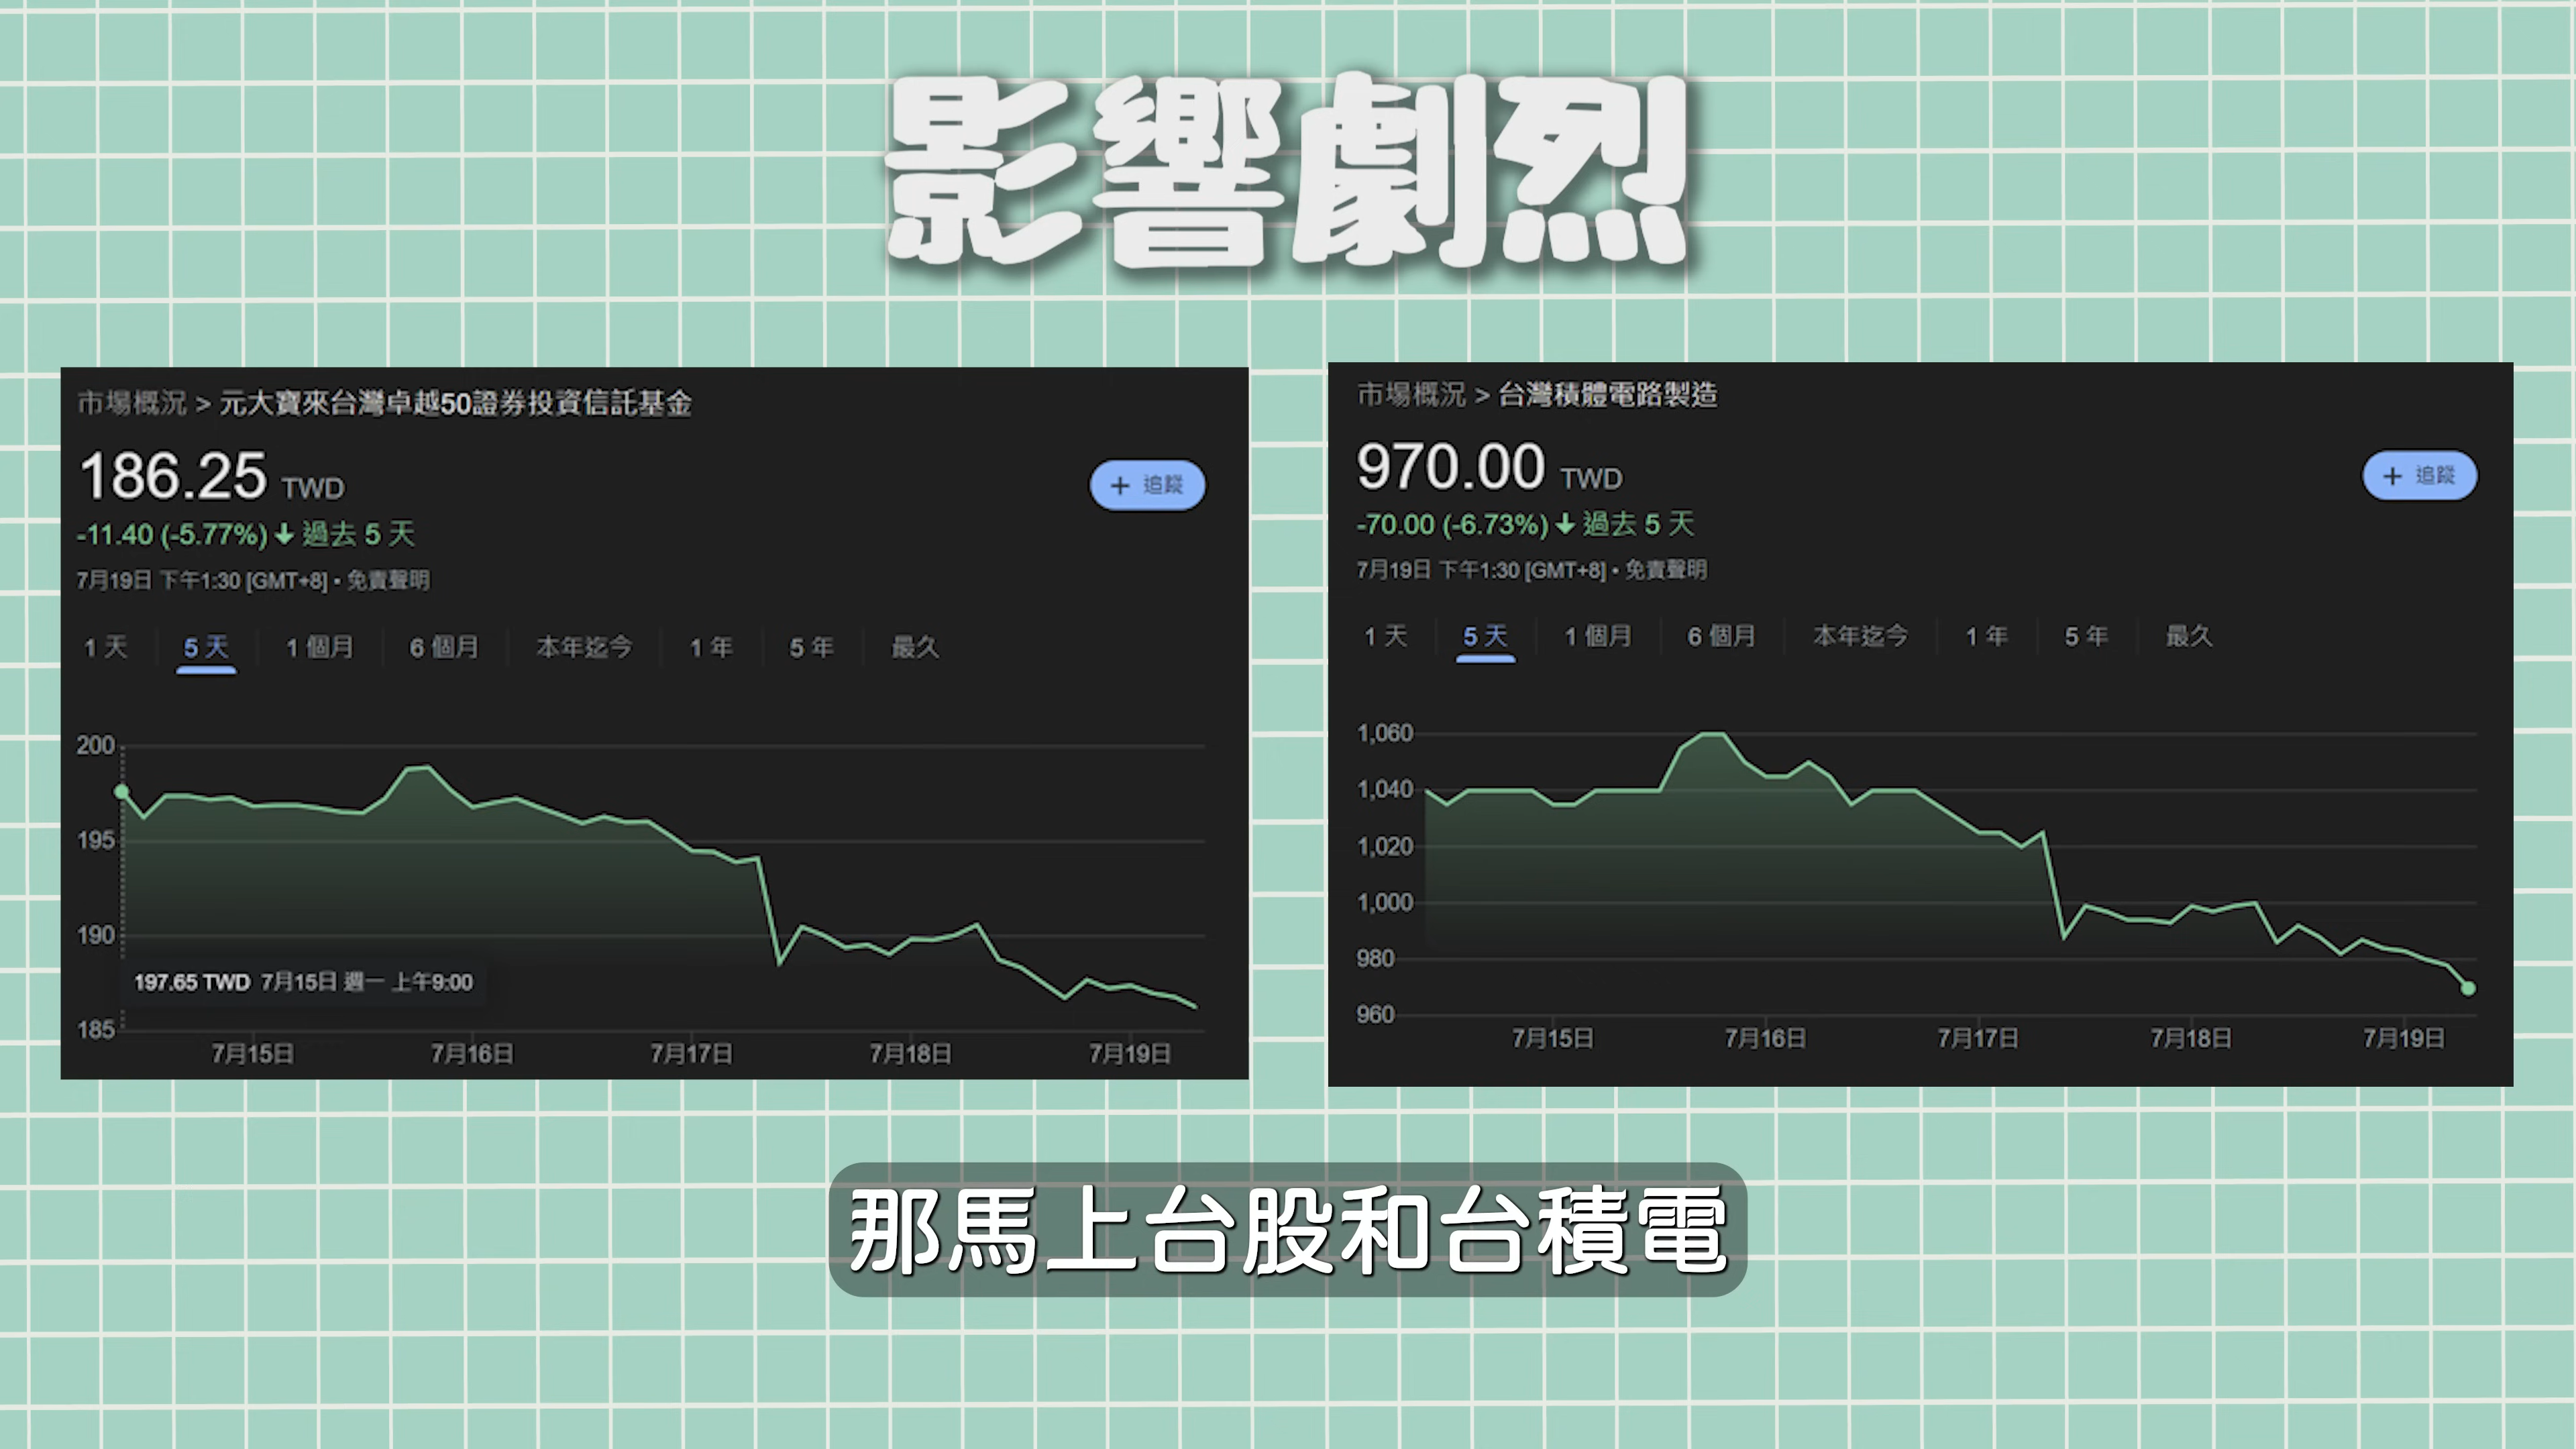 影響劇烈
市場概況 > 元大寶來台灣卓越50證券投資信託基金
186.25 TWD
+ 追蹤
-11.40 (-5.77%) ↓ 過去 5 天
7月19日 下午1:30 [GMT+8] • 免責聲明
1 天 5 天 1 個月 6 個月 本年迄今 1 年 5 年 最久
200
195
190
197.65 TWD 7月15日 週一 上午9:00
185
7月15日 7月16日 7月17日 7月18日 7月19日
市場概況 > 台灣積體電路製造
970.00 TWD
+ 追蹤
-70.00 (-6.73%) ↓ 過去 5 天
7月19日 下午1:30 [GMT+8] • 免責聲明
1 天 5 天 1 個月 6 個月 本年迄今 1 年 5 年 最久
1,060
1,040
1,020
1,000
980
960
7月15日 7月16日 7月17日 7月18日 7月19日
那馬上台股和台積電